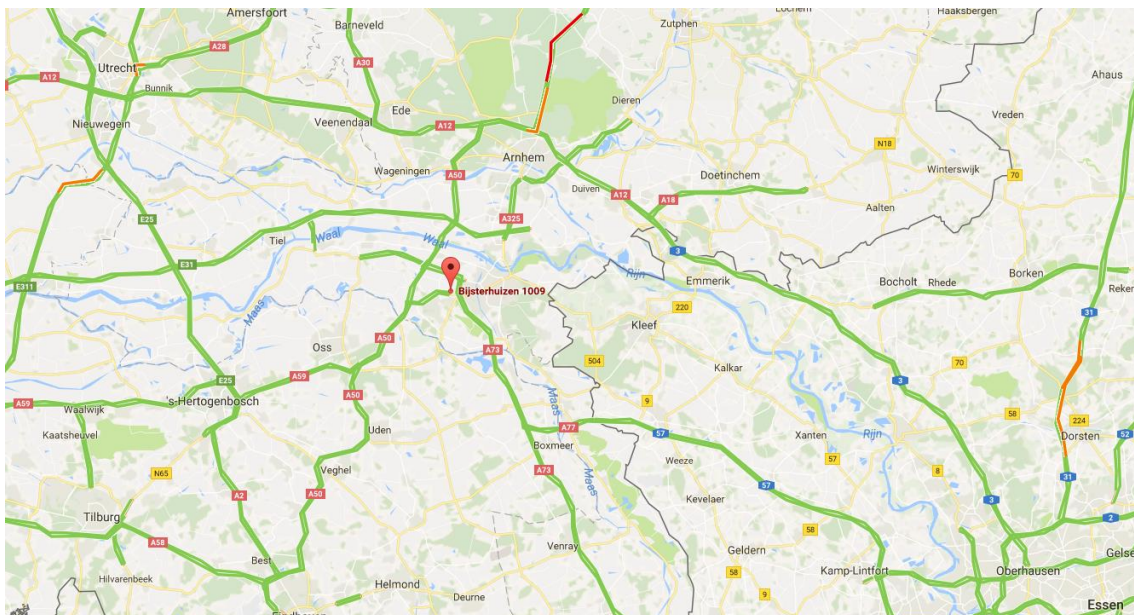 Amersfoort
Zutphen
Lochem
Haaksbergen
Barneveld
A28
A30
Utrecht
A12
Bunnik
Ahaus
Ede
Dieren
Nieuwegein
Veenendaal
A12
Vreden
N18
Arnhem
Wageningen
A50
Duiven
Doetinchem
Winterswijk
70
A12
A18
Aalten
E25
A325
Tiel
Waal
Waal
3
E31
Rijn
Emmerik
Borken
E311
Bijsterhuizen 1009
Bocholt
Rhede
Reken
Maas
220
31
Kleef
A50
Oss
A73
504
70
Kalkar
A59
E25
3
Maas
A59
's-Hertogenbosch
A50
9
58
Waalwijk
224
Kaatsheuvel
Uden
A77
57
Xanten
Rijn
Dorsten
52
Boxmeer
N65
Veghel
A73
Weeze
57
8
Maas
57
31
A2
A50
Kevelaer
3
Tilburg
2
58
A58
Best
Venray
Geldern
Gelse
Hilvarenbeek
58
Kamp-Lintfort
Oberhausen
Helmond
Deurne
9
Essen
Eindhoven